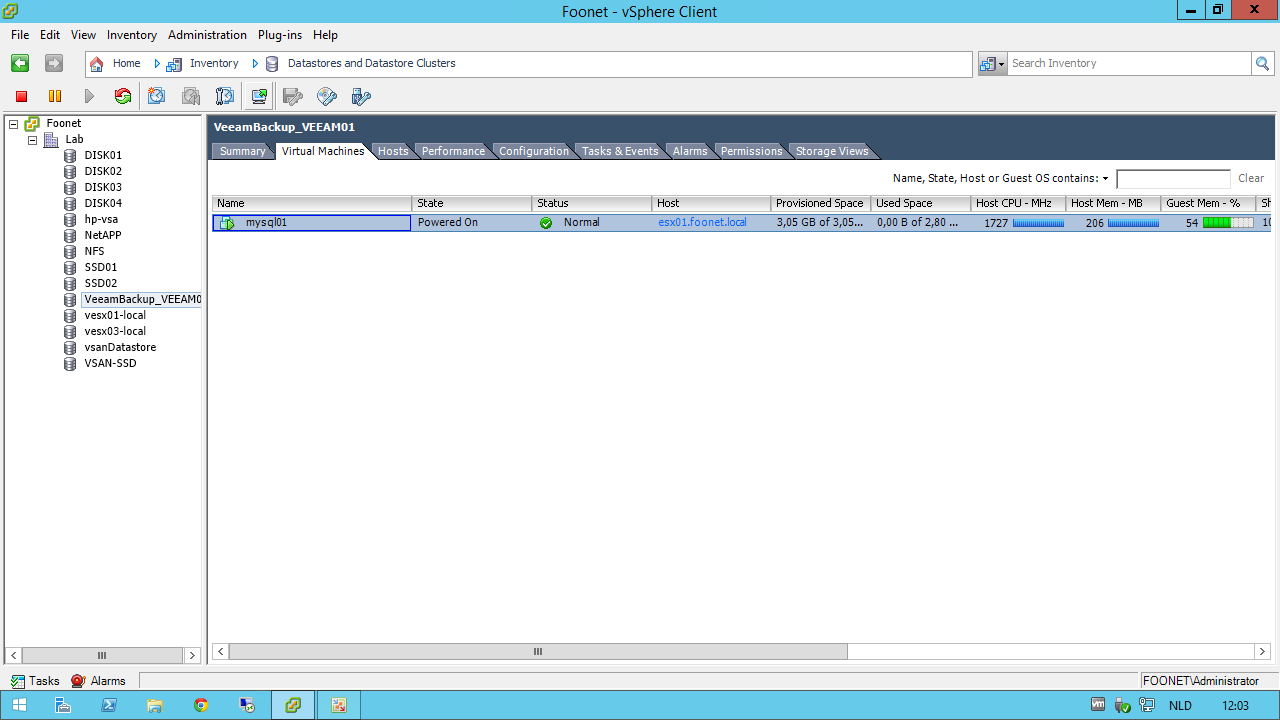 Foonet - vSphere Client
File Edit View Inventory Administration Plug-ins Help
Home Inventory Datastores and Datastore Clusters Search Inventory
Foonet
Lab
DISK01
DISK02
DISK03
DISK04
hp-vsa
NetAPP
NFS
SSD01
SSD02
VeeamBackup_VEEAM0
vesx01-local
vesx03-local
vsanDatastore
VSAN-SSD
VeeamBackup_VEEAM01
Summary Virtual Machines Hosts Performance Configuration Tasks & Events Alarms Permissions Storage Views
Name, State, Host or Guest OS contains: Clear
Name State Status Host Provisioned Space Used Space Host CPU - MHz Host Mem - MB Guest Mem - % Sh
mysql01 Powered On Normal esx01.foonet.local 3,05 GB of 3,05... 0,00 B of 2,80 ... 1727 206 54 10
Tasks Alarms FOONET\Administrator
vm NLD 12:03